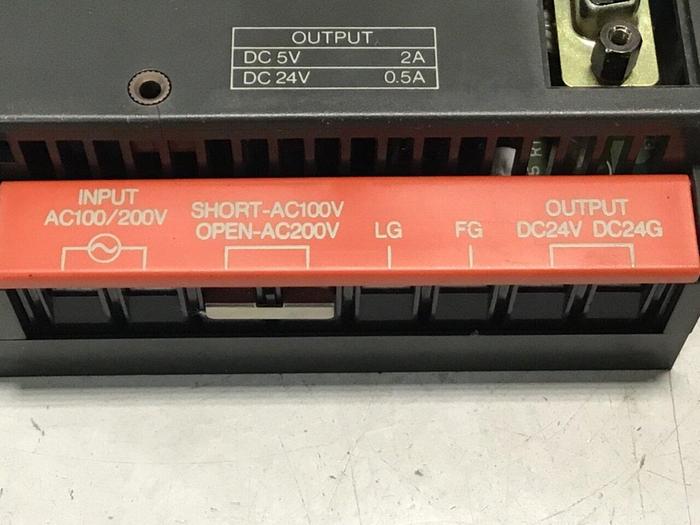 OUTPUT
DC 5V 2A
DC 24V 0.5A
INPUT
AC100/200V
SHORT-AC100V
OPEN-AC200V
LG
FG
OUTPUT
DC24V DC24G